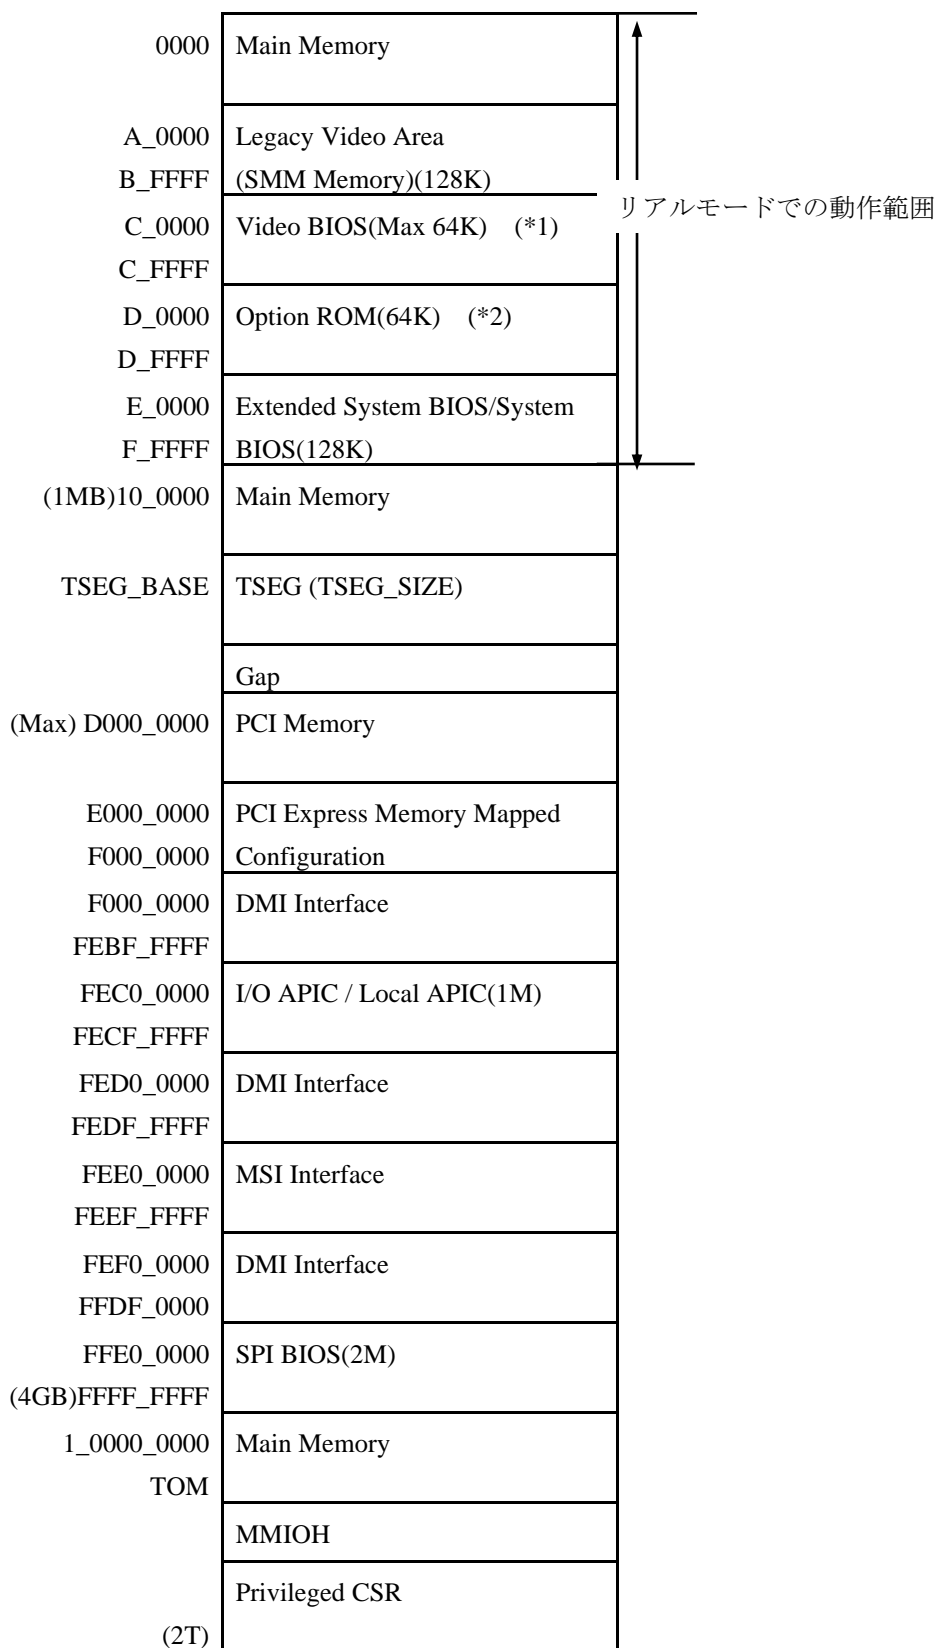 0000 Main Memory
A_0000 Legacy Video Area
B_FFFF (SMM Memory)(128K)
リアルモードでの動作範囲
C_0000 Video BIOS(Max 64K) (*1)
C_FFFF
D_0000 Option ROM(64K) (*2)
D_FFFF
E_0000 Extended System BIOS/System
F_FFFF BIOS(128K)
(1MB)10_0000 Main Memory
TSEG_BASE TSEG (TSEG_SIZE)
Gap
(Max) D000_0000 PCI Memory
E000_0000 PCI Express Memory Mapped
F000_0000 Configuration
F000_0000 DMI Interface
FEBF_FFFF
FEC0_0000 I/O APIC / Local APIC(1M)
FECF_FFFF
FED0_0000 DMI Interface
FEDF_FFFF
FEE0_0000 MSI Interface
FEEF_FFFF
FEF0_0000 DMI Interface
FFDF_0000
FFE0_0000 SPI BIOS(2M)
(4GB)FFFF_FFFF
1_0000_0000 Main Memory
TOM
MMIOH
Privileged CSR
(2T)